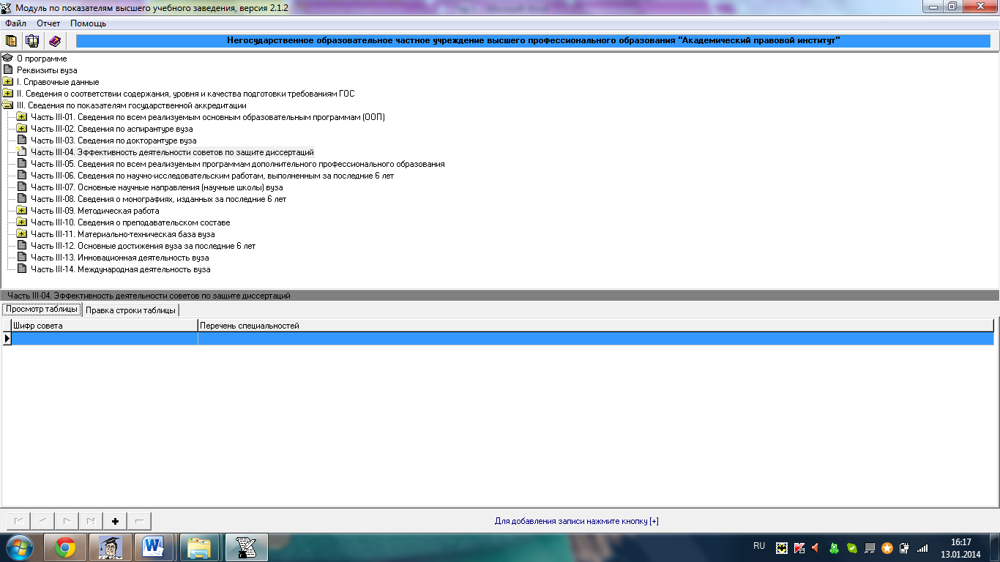 Модуль по показателям высшего учебного заведения, версия 2.1.2
Файл Отчет Помощь
Негосударственное образовательное частное учреждение высшего профессионального образования "Академический правовой институт"
О программе
Реквизиты вуза
I. Справочные данные
II. Сведения о соответствии содержания, уровня и качества подготовки требованиям ГОС
III. Сведения по показателям государственной аккредитации
Часть III-01. Сведения по всем реализуемым основным образовательным программам (ООП)
Часть III-02. Сведения по аспирантуре вуза
Часть III-03. Сведения по докторантуре вуза
Часть III-04. Эффективность деятельности советов по защите диссертаций
Часть III-05. Сведения по всем реализуемым программам дополнительного профессионального образования
Часть III-06. Сведения по научно-исследовательским работам, выполненным за последние 6 лет
Часть III-07. Основные научные направления (научные школы) вуза
Часть III-08. Сведения о монографиях, изданных за последние 6 лет
Часть III-09. Методическая работа
Часть III-10. Сведения о преподавательском составе
Часть III-11. Материально-техническая база вуза
Часть III-12. Основные достижения вуза за последние 6 лет
Часть III-13. Инновационная деятельность вуза
Часть III-14. Международная деятельность вуза
Часть III-04. Эффективность деятельности советов по защите диссертаций
Просмотр таблицы Правка строки таблицы
Шифр совета Перечень специальностей
Для добавления записи нажмите кнопку [+]
RU 16:17
13.01.2014